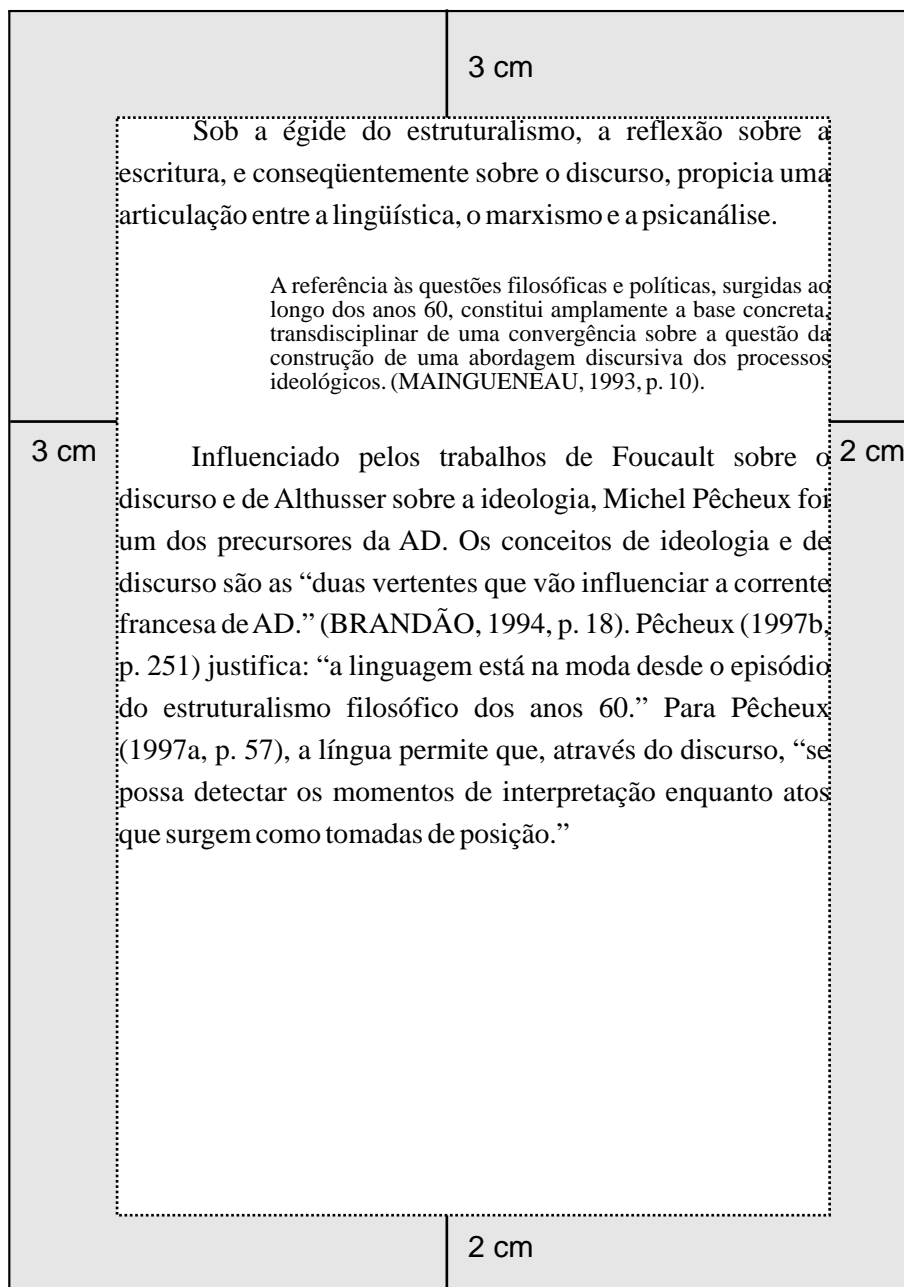 3 cm
Sob a égide do estruturalismo, a reflexão sobre a
escritura, e conseqüentemente sobre o discurso, propicia uma
articulação entre a lingüística, o marxismo e a psicanálise.
A referência às questões filosóficas e políticas, surgidas ao
longo dos anos 60, constitui amplamente a base concreta,
transdisciplinar de uma convergência sobre a questão da
construção de uma abordagem discursiva dos processos
ideológicos. (MAINGUENEAU, 1993, p. 10).
3 cm
2 cm
Influenciado pelos trabalhos de Foucault sobre o
discurso e de Althusser sobre a ideologia, Michel Pêcheux foi
um dos precursores da AD. Os conceitos de ideologia e de
discurso são as “duas vertentes que vão influenciar a corrente
francesa de AD.” (BRANDÃO, 1994, p. 18). Pêcheux (1997b,
p. 251) justifica: “a linguagem está na moda desde o episódio
do estruturalismo filosófico dos anos 60.” Para Pêcheux
(1997a, p. 57), a língua permite que, através do discurso, “se
possa detectar os momentos de interpretação enquanto atos
que surgem como tomadas de posição.”
2 cm